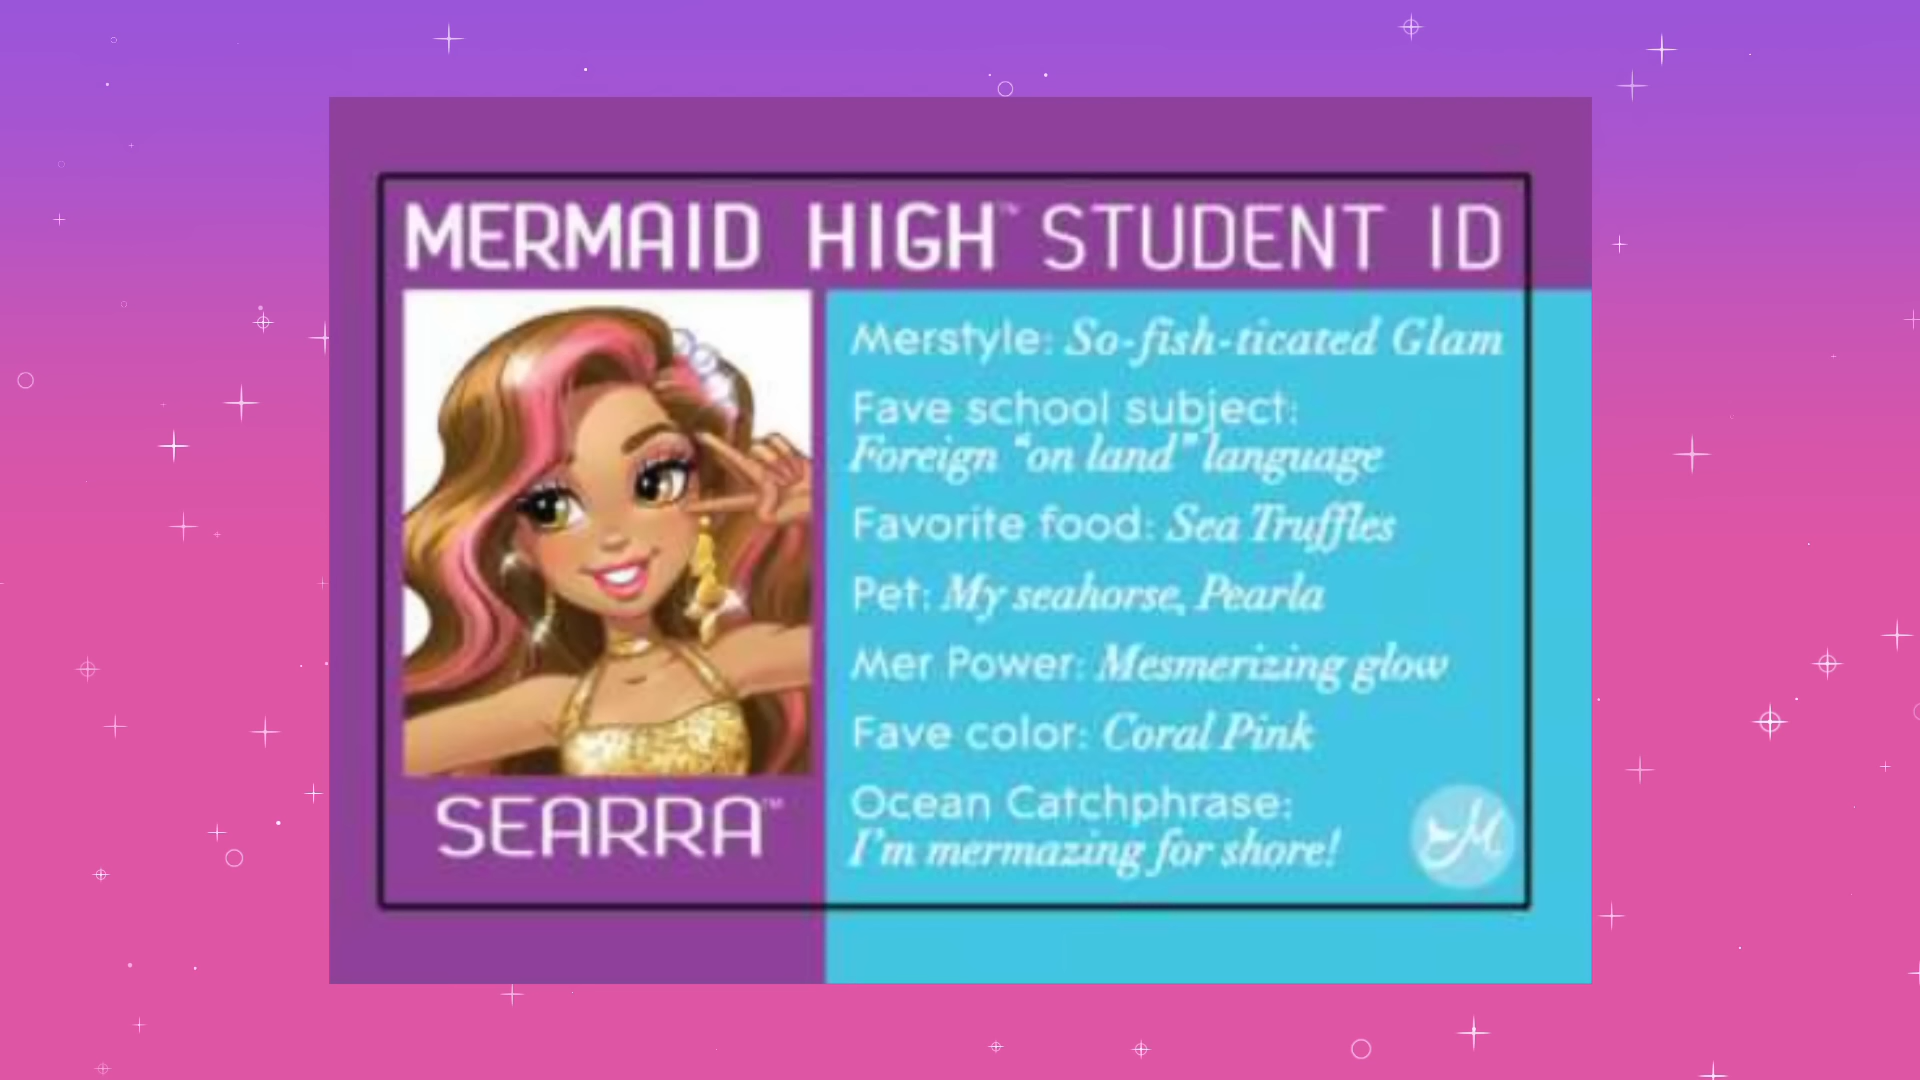 MERMAID HIGH™ STUDENT ID
SEARRA™
Merstyle: So-fish-ticated Glam
Fave school subject:
Foreign “on land” language
Favorite food: Sea Truffles
Pet: My seahorse, Pearla
Mer Power: Mesmerizing glow
Fave color: Coral Pink
Ocean Catchphrase:
I'm mermazing for shore!
M